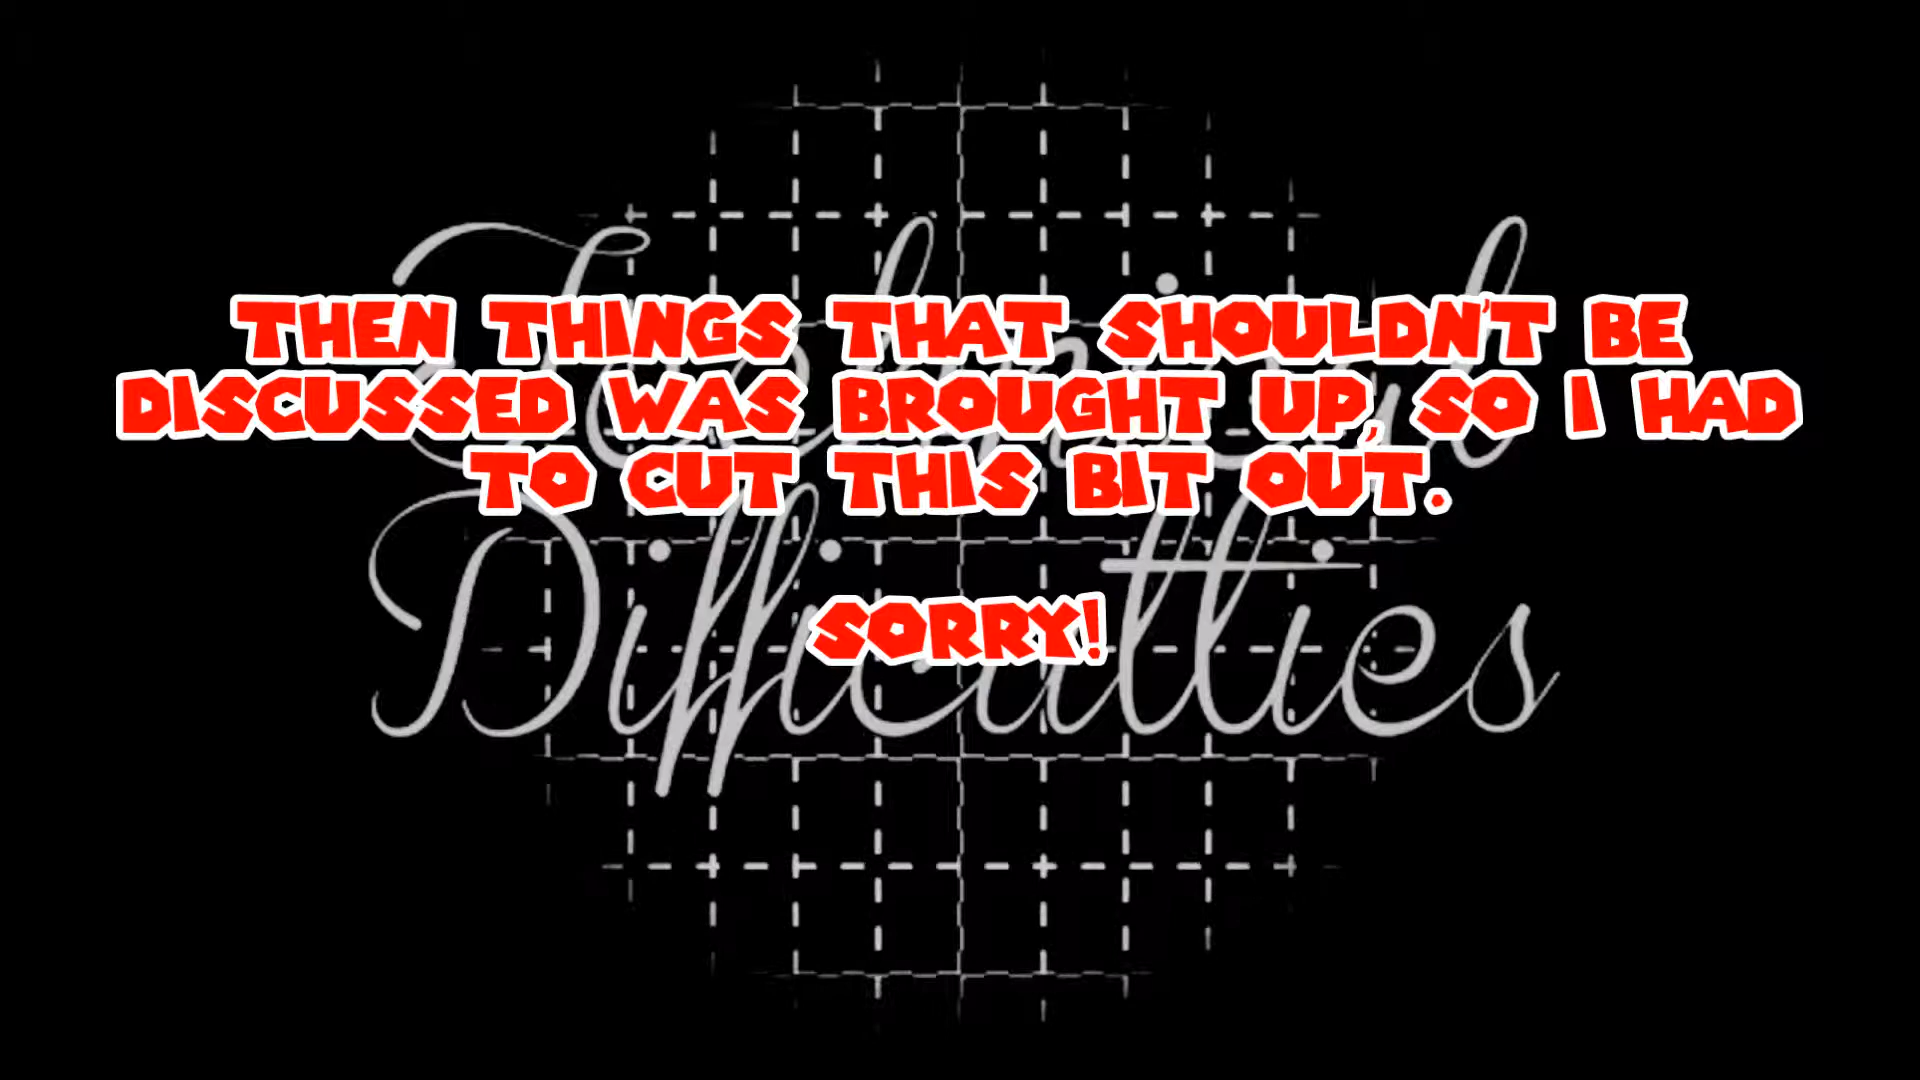 Technical
THEN THINGS THAT SHOULDN'T BE
DISCUSSED WAS BROUGHT UP, SO I HAD
TO CUT THIS BIT OUT.
Difficulties
SORRY!